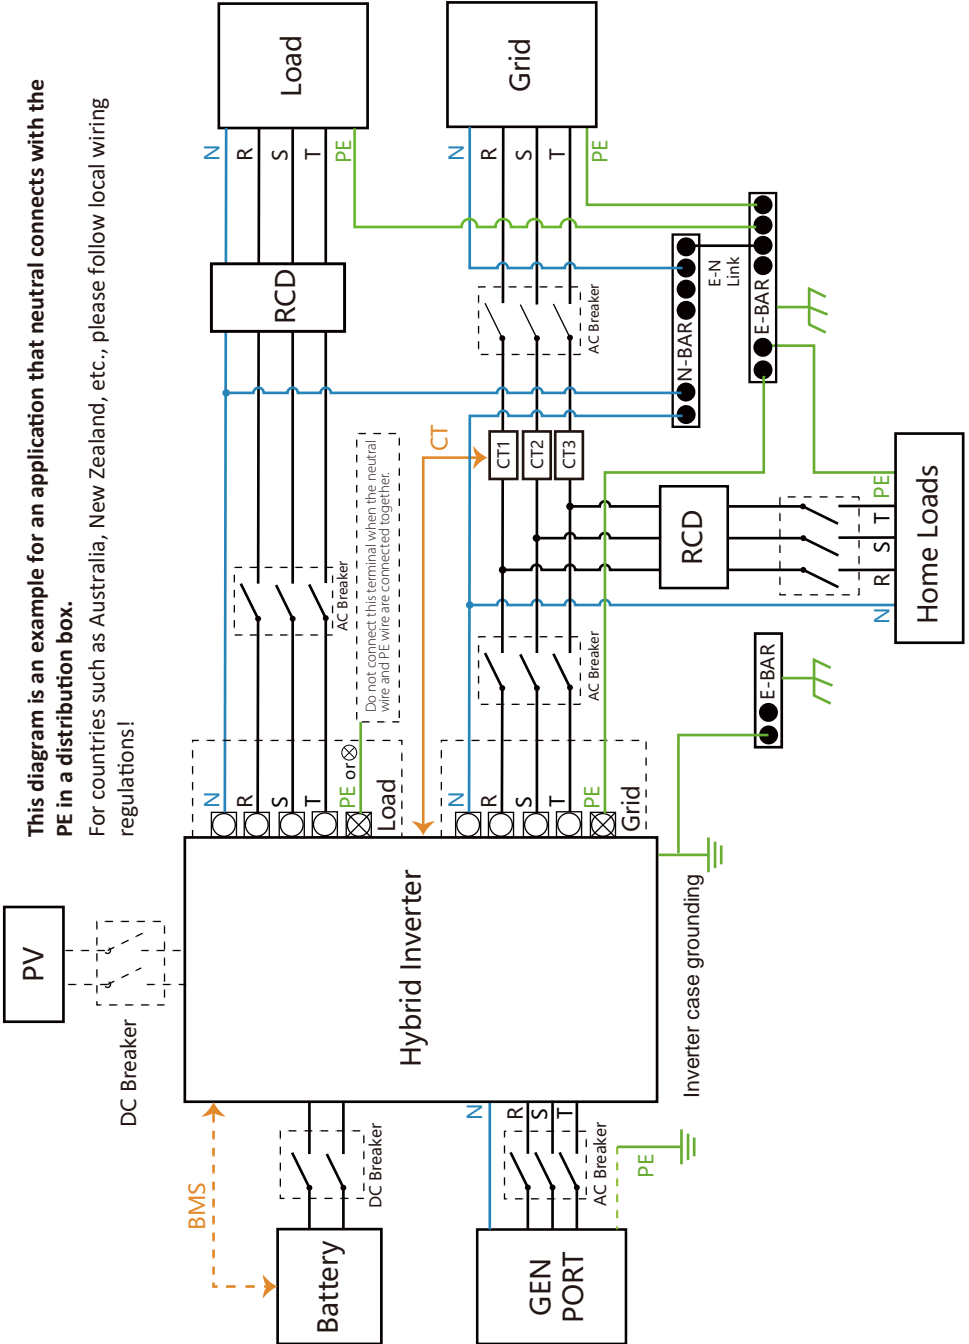 This diagram is an example for an application that neutral connects with the
PE in a distribution box.
For countries such as Australia, New Zealand, etc., please follow local wiring
regulations!
PV
DC Breaker
BMS
Battery
DC Breaker
GEN
PORT
N
R
S
T
AC Breaker
PE
Hybrid Inverter
Inverter case grounding
N
R
S
T
PE
or
Load
N
R
S
T
PE
Grid
AC Breaker
Do not connect this terminal when the neutral
wire and PE wire are connected together.
RCD
N
R
S
T
PE
Load
CT
CT1
CT2
CT3
AC Breaker
AC Breaker
N
R
S
T
PE
Grid
N-BAR
E-N
Link
E-BAR
RCD
N
R
S
T
PE
Home Loads
E-BAR